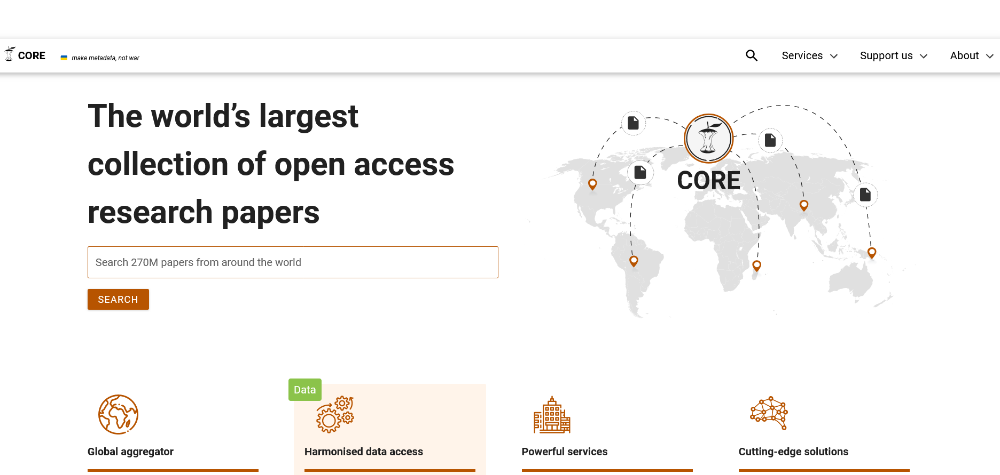 CORE
make metadata, not war
Services
Support us
About
The world’s largest
collection of open access
research papers
Search 270M papers from around the world
SEARCH
CORE
Data
Global aggregator
Harmonised data access
Powerful services
Cutting-edge solutions